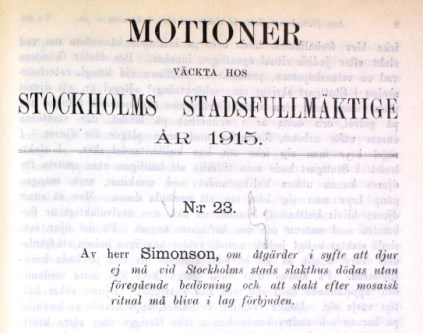 MOTIONER
VÄCKTA HOS
STOCKHOLMS STADSFULLMÄKTIGE
ÅR 1915.
N:r 23.
Av herr Simonson, om åtgärder i syfte att djur
ej må vid Stockholms stads slakthus dödas utan
föregående bedövning och att slakt efter mosaisk
ritual må bliva i lag förbjuden.